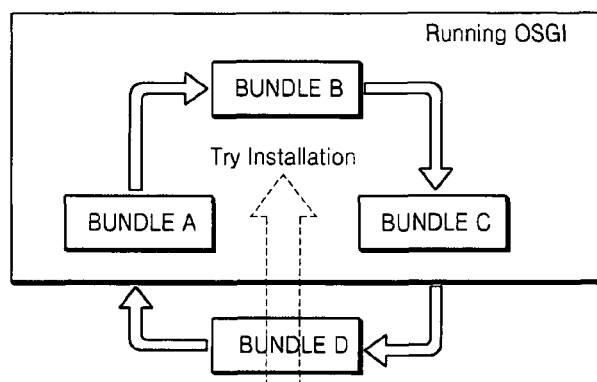 Running OSGI
BUNDLE B
Try Installation
BUNDLE A
BUNDLE C
BUNDLE D